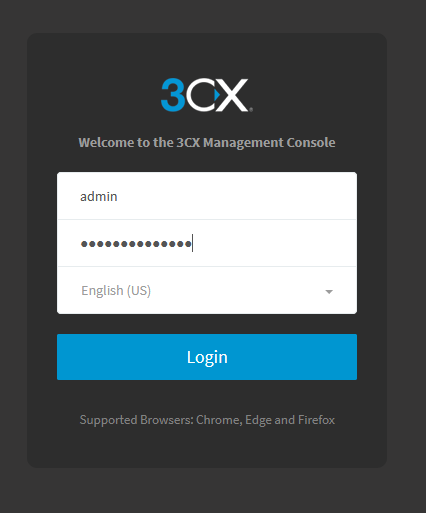 3CX
Welcome to the 3CX Management Console
admin
••••••••••••••
English (US)
Login
Supported Browsers: Chrome, Edge and Firefox